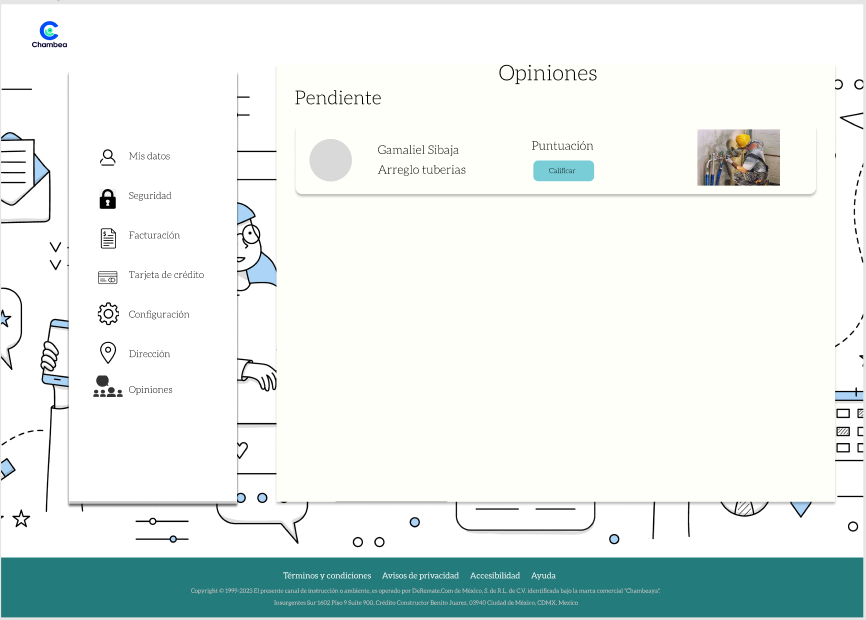 Chambea
Opiniones
Pendiente
Gamaliel Sibaja
Arreglo tuberias
Puntuación
Calificar
Mis datos
Seguridad
Facturación
Tarjeta de crédito
Configuración
Dirección
Opiniones
Términos y condiciones Avisos de privacidad Accesibilidad Ayuda
Copyright © 1999-2023 El presente canal de instrucción o ambiente, es operado por DeRemate.Com de México, S. de R.L. de C.V. identificada bajo la marca comercial "Chambeaya".
Insurgentes Sur 1602 Piso 9 Suite 900, Crédito Constructor Benito Juarez, 03940 Ciudad de México, CDMX, Mexico